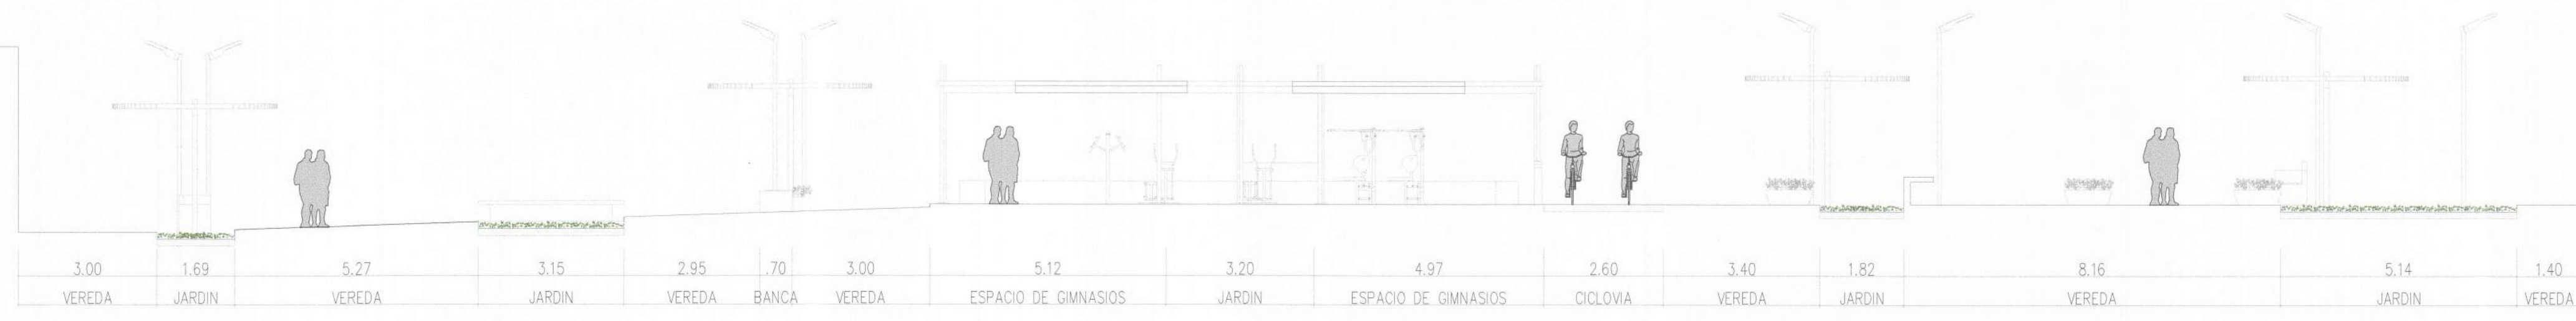 3.00 1.69 5.27 3.15 2.95 .70 3.00 5.12 3.20 4.97 2.60 3.40 1.82 8.16 5.14 1.40
VEREDA JARDIN VEREDA JARDIN VEREDA BANCA VEREDA ESPACIO DE GIMNASIOS JARDIN ESPACIO DE GIMNASIOS CICLOVIA VEREDA JARDIN VEREDA JARDIN VEREDA